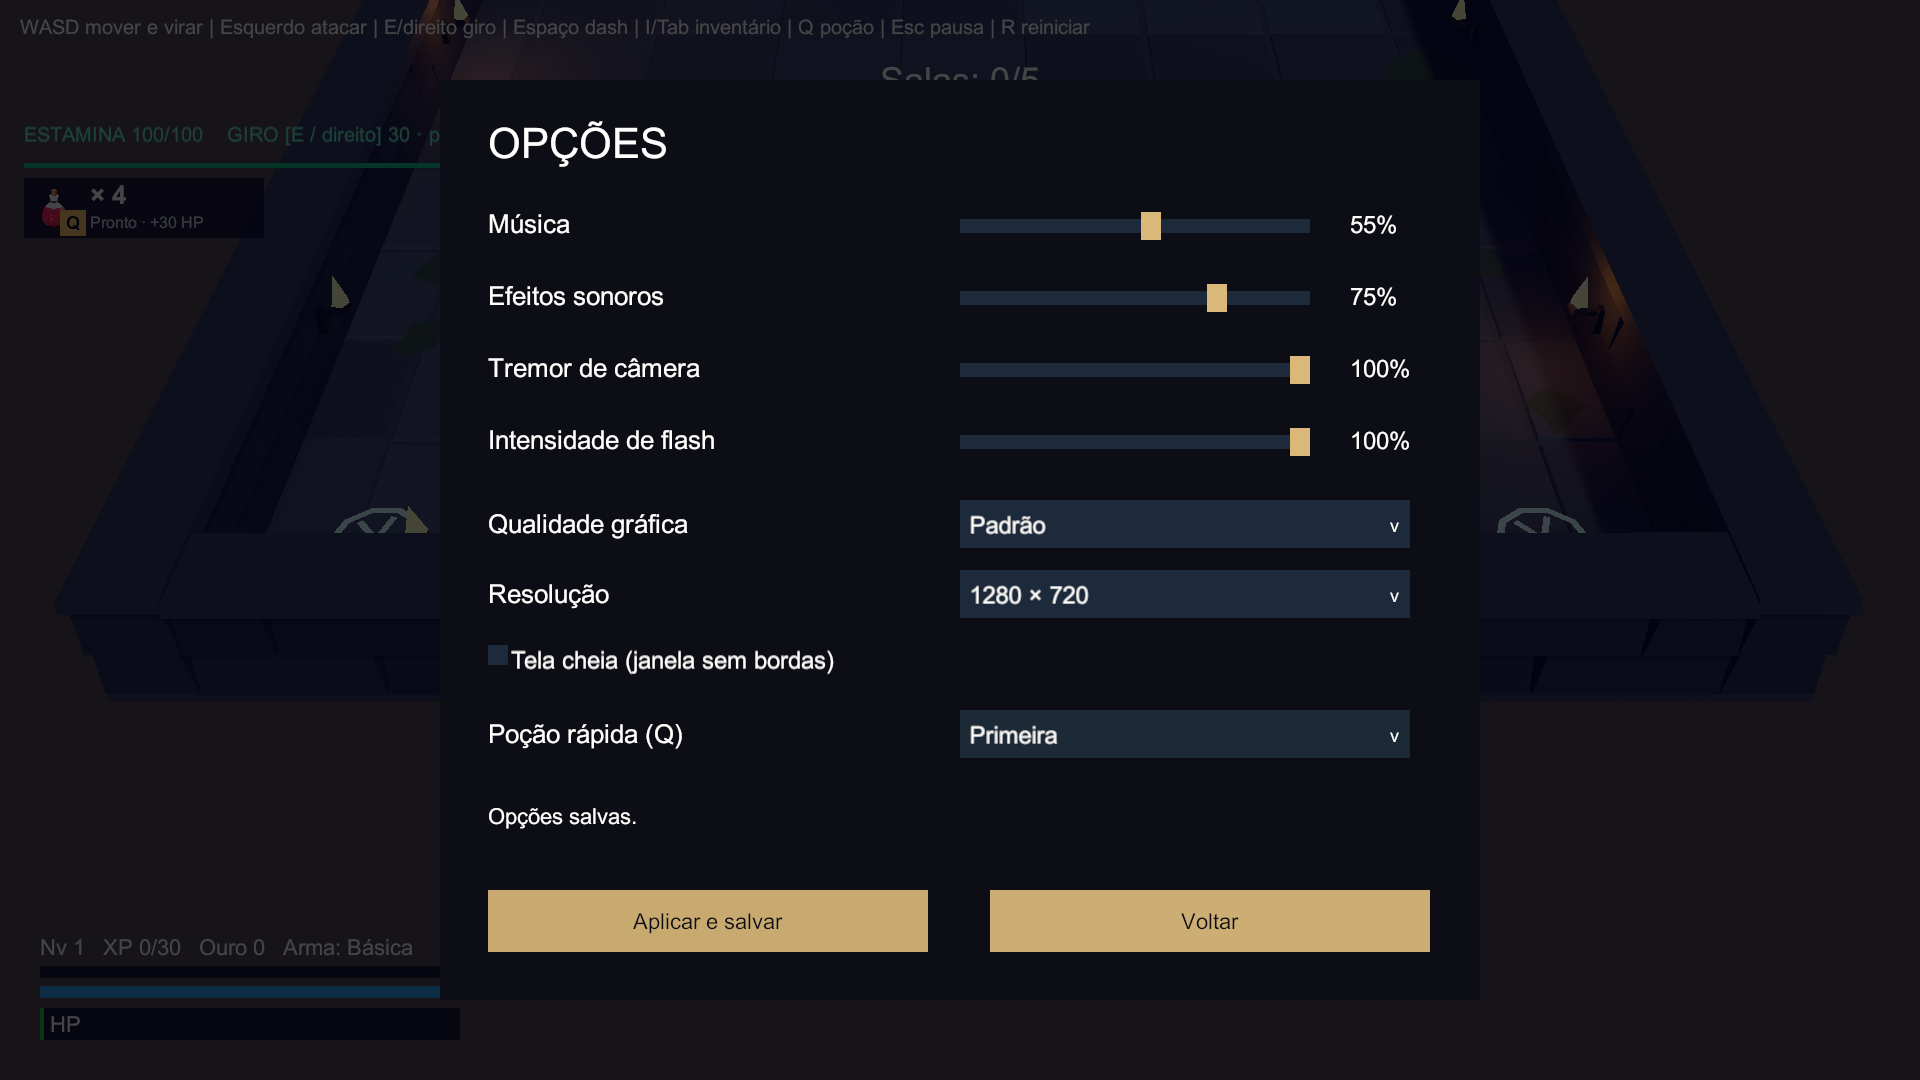 WASD mover e virar | Esquerdo atacar | E/direito giro | Espaço dash | I/Tab inventário | Q poção | Esc pausa | R reiniciar
Salas: 0/5
ESTAMINA 100/100 GIRO [E / direito] 30 · p
× 4
Q Pronto · +30 HP
OPÇÕES
Música 55%
Efeitos sonoros 75%
Tremor de câmera 100%
Intensidade de flash 100%
Qualidade gráfica Padrão v
Resolução 1280 × 720 v
Tela cheia (janela sem bordas)
Poção rápida (Q) Primeira v
Opções salvas.
Aplicar e salvar Voltar
Nv 1 XP 0/30 Ouro 0 Arma: Básica
HP